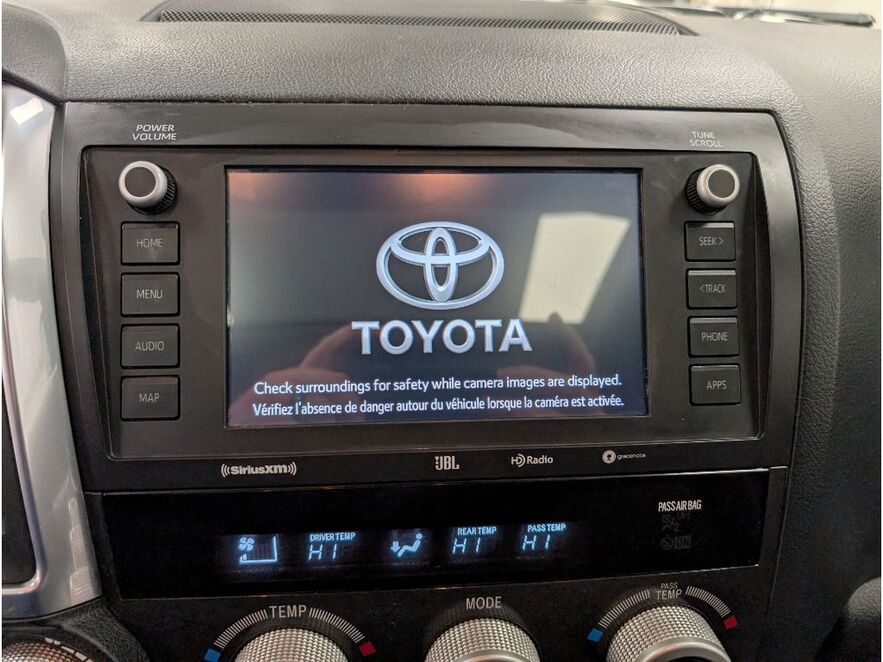 POWER
VOLUME
TUNE
SCROLL
HOME
SEEK>
MENU
<TRACK
AUDIO
PHONE
MAP
APPS
TOYOTA
Check surroundings for safety while camera images are displayed.
Vérifiez l'absence de danger autour du véhicule lorsque la caméra est activée.
((SiriusXM))
JBL
HD Radio
gracenote
PASS AIR BAG
DRIVER TEMP
HI
REAR TEMP
HI
PASS TEMP
HI
ON
TEMP
MODE
PASS
TEMP